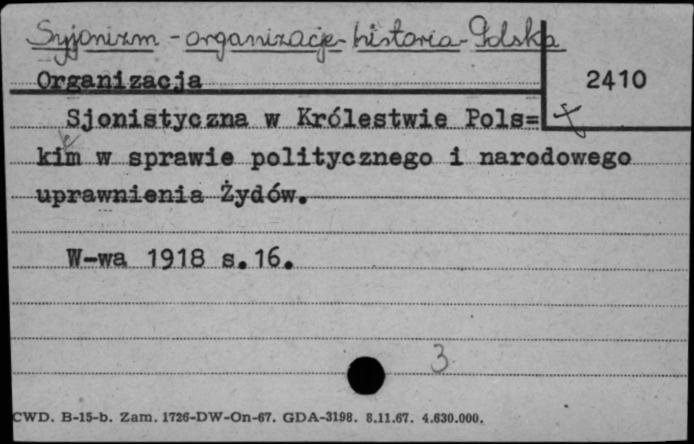 Syjonizm - organizacje - historia - Polska
Organizacja
2410
Sjonistyczna w Królestwie Pols=
kim w sprawie politycznego i narodowego
uprawnienia Żydów.
W-wa 1918 s.16.
3
CWD. B-15-b. Zam. 1726-DW-On-67. GDA-3198. 8.11.67. 4.630.000.